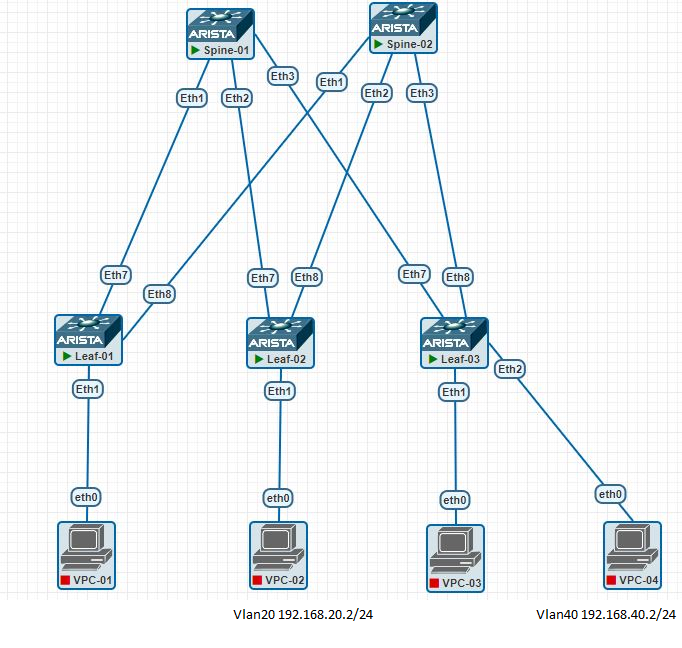 ARISTA
Spine-01
ARISTA
Spine-02
Eth3
Eth1
Eth1
Eth2
Eth2
Eth3
Eth7
Eth8
Eth7
Eth8
Eth7
Eth8
ARISTA
Leaf-01
ARISTA
Leaf-02
ARISTA
Leaf-03
Eth2
Eth1
Eth1
Eth1
eth0
eth0
eth0
eth0
VPC-01
VPC-02
VPC-03
VPC-04
Vlan20 192.168.20.2/24
Vlan40 192.168.40.2/24